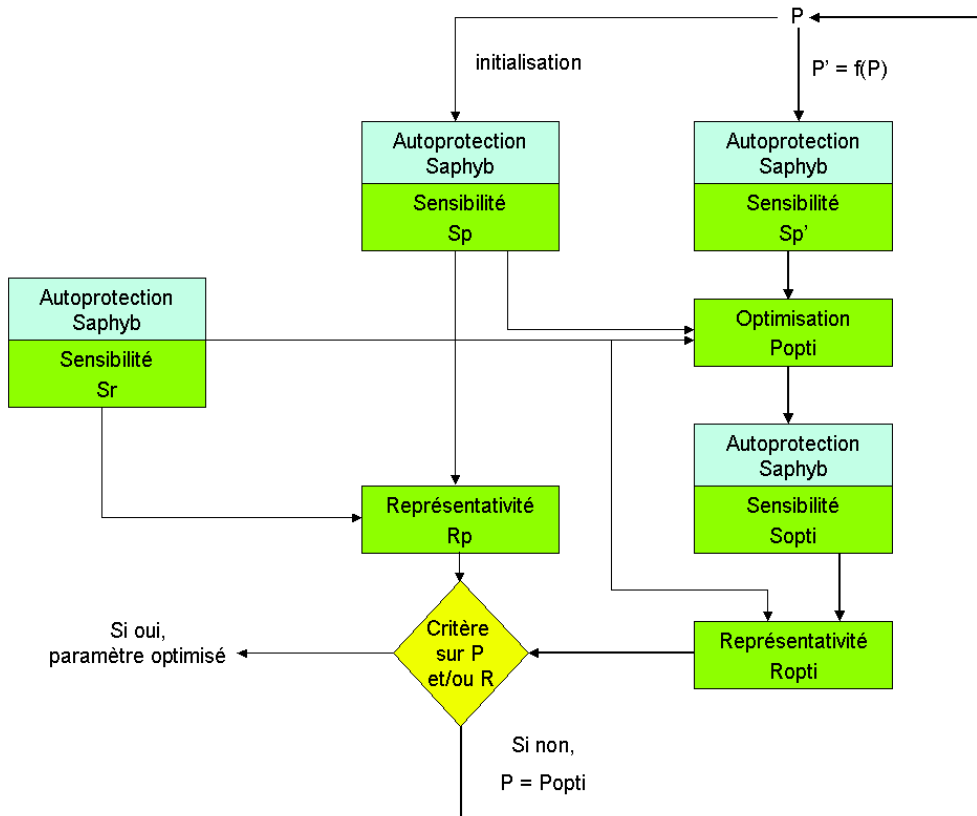 P
initialisation
P' = f(P)
Autoprotection
Saphyb
Sensibilité
Sp
Autoprotection
Saphyb
Sensibilité
Sp'
Autoprotection
Saphyb
Sensibilité
Sr
Optimisation
Popti
Autoprotection
Saphyb
Sensibilité
Sopti
Représentativité
Rp
Critère
sur P
et/ou R
Si oui,
paramètre optimisé
Représentativité
Ropti
Si non,
P = Popti